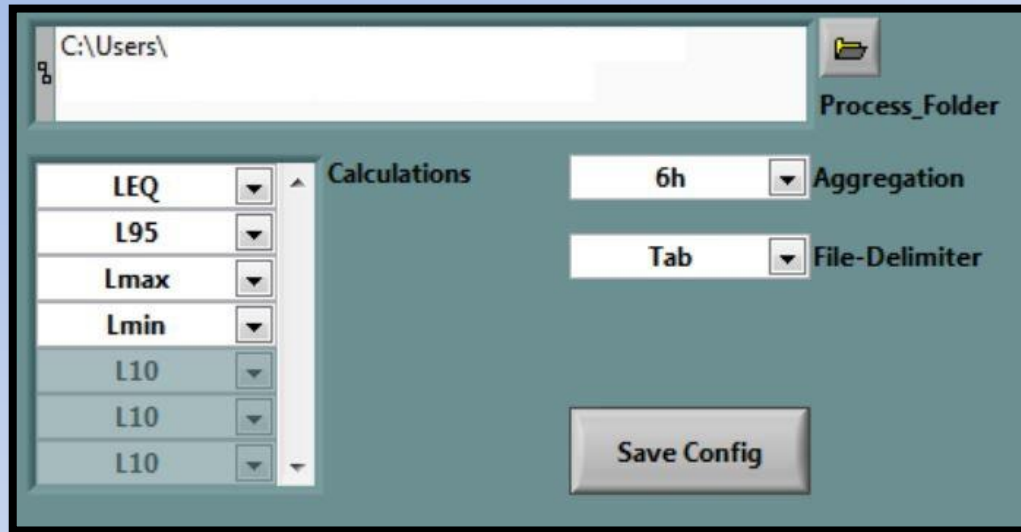 C:\Users\
Process_Folder
Calculations
LEQ
L95
Lmax
Lmin
L10
L10
L10
6h Aggregation
Tab File-Delimiter
Save Config